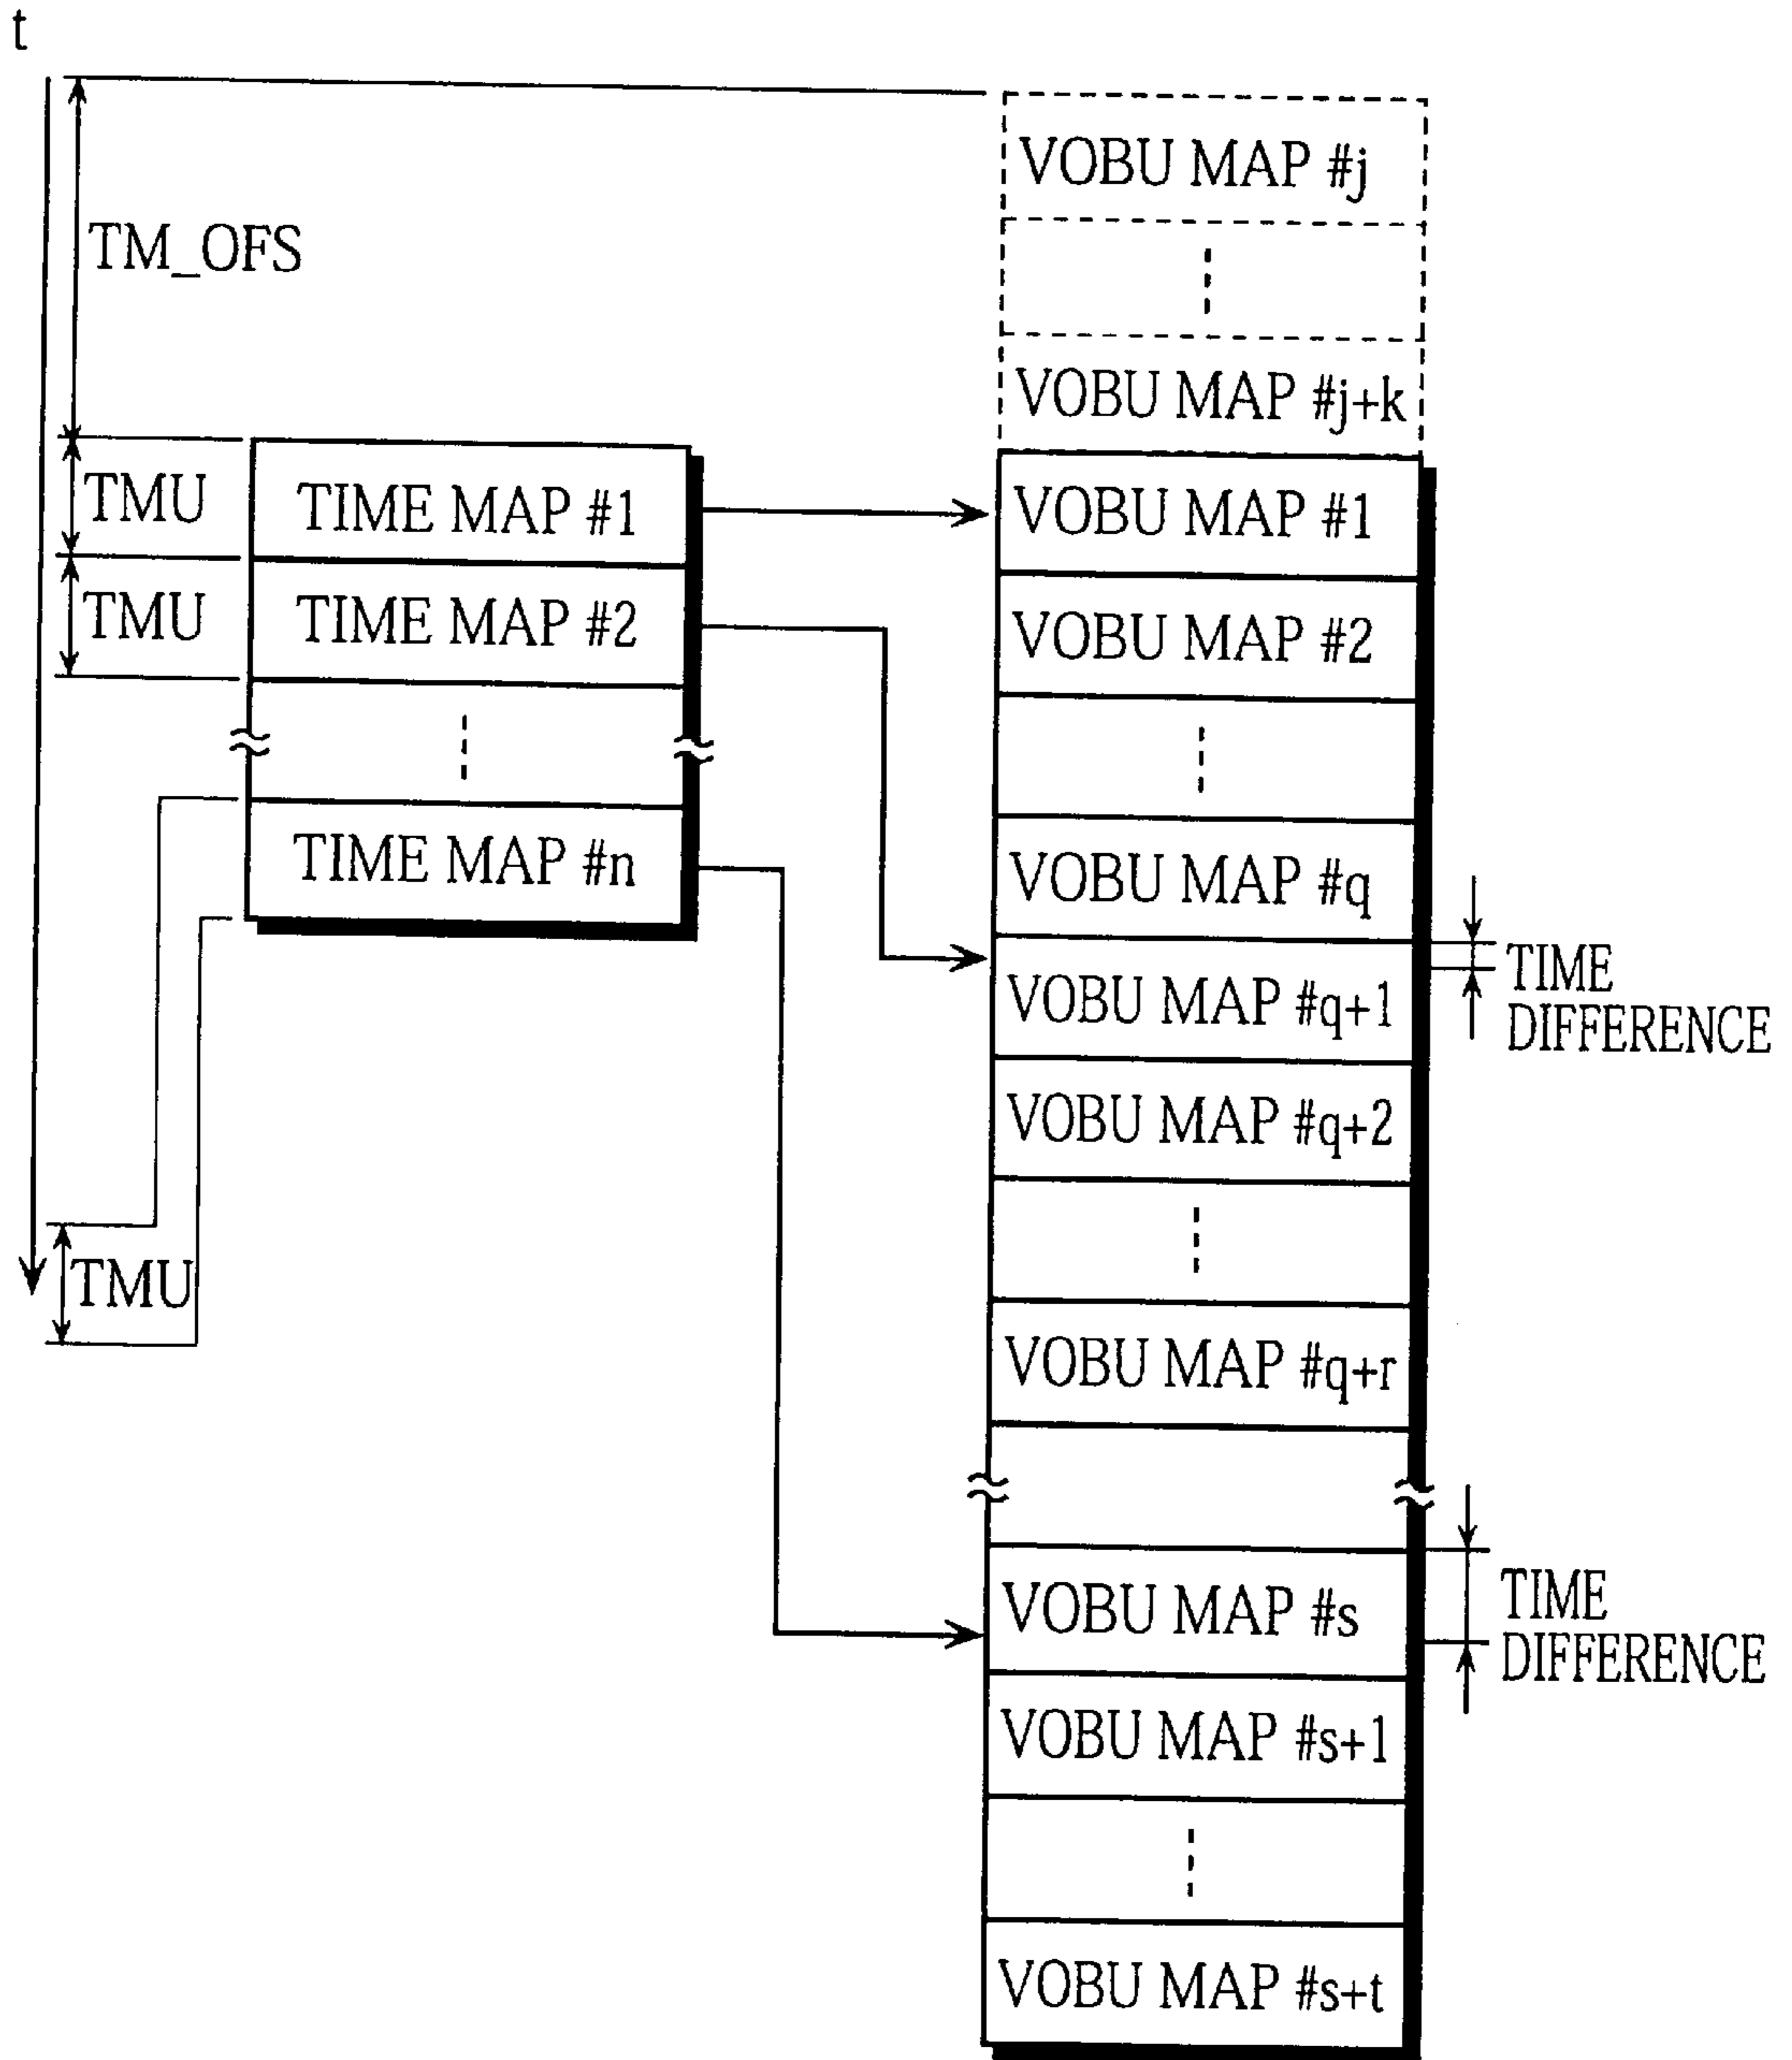 t
VOBU MAP #j
TM_OFS
VOBU MAP #j+k
TMU
TIME MAP #1
VOBU MAP #1
TMU
TIME MAP #2
VOBU MAP #2
TIME MAP #n
VOBU MAP #q
TIME
DIFFERENCE
VOBU MAP #q+1
VOBU MAP #q+2
TMU
VOBU MAP #q+r
VOBU MAP #s
TIME
DIFFERENCE
VOBU MAP #s+1
VOBU MAP #s+t